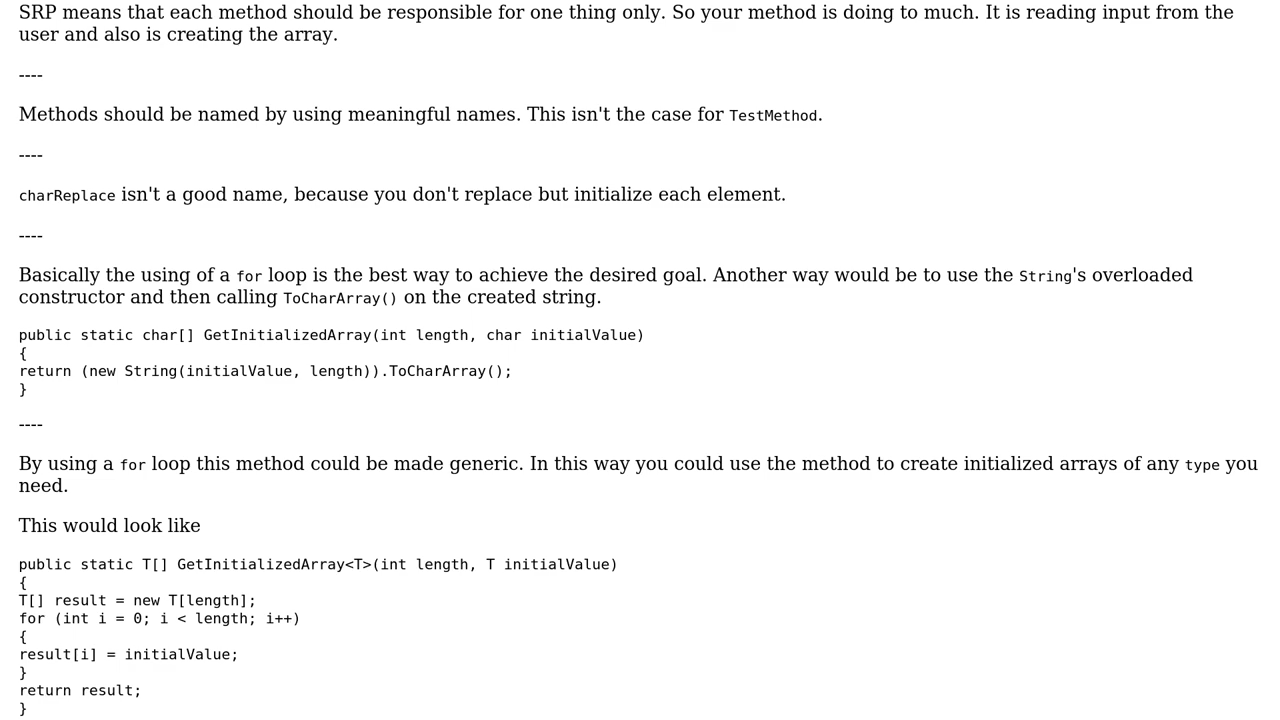 SRP means that each method should be responsible for one thing only. So your method is doing to much. It is reading input from the
user and also is creating the array.
----
Methods should be named by using meaningful names. This isn't the case for TestMethod.
----
charReplace isn't a good name, because you don't replace but initialize each element.
----
Basically the using of a for loop is the best way to achieve the desired goal. Another way would be to use the String's overloaded
constructor and then calling ToCharArray() on the created string.
public static char[] GetInitializedArray(int length, char initialValue)
{
return (new String(initialValue, length)).ToCharArray();
}
----
By using a for loop this method could be made generic. In this way you could use the method to create initialized arrays of any type you
need.
This would look like
public static T[] GetInitializedArray<T>(int length, T initialValue)
{
T[] result = new T[length];
for (int i = 0; i < length; i++)
{
result[i] = initialValue;
}
return result;
}